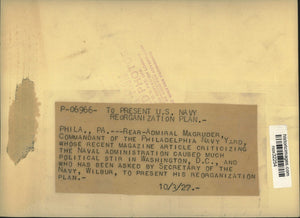 P-06966- TO PRESENT U.S. NAVY
REORGANIZATION PLAN.-
PHILA., PA.---REAR-ADMIRAL MAGRUDER,
COMMANDANT OF THE PHILADELPHIA NAVY YARD,
WHOSE RECENT MAGAZINE ARTICLE CRITICIZING
THE NAVAL ADMINISTRATION CAUSED MUCH
POLITICAL STIR IN WASHINGTON, D.C., AND
WHO HAD BEEN ASKED BY SECRETARY OF THE
NAVY, WILBUR, TO PRESENT HIS REORGANIZATION
PLAN.-
10/3/27.-